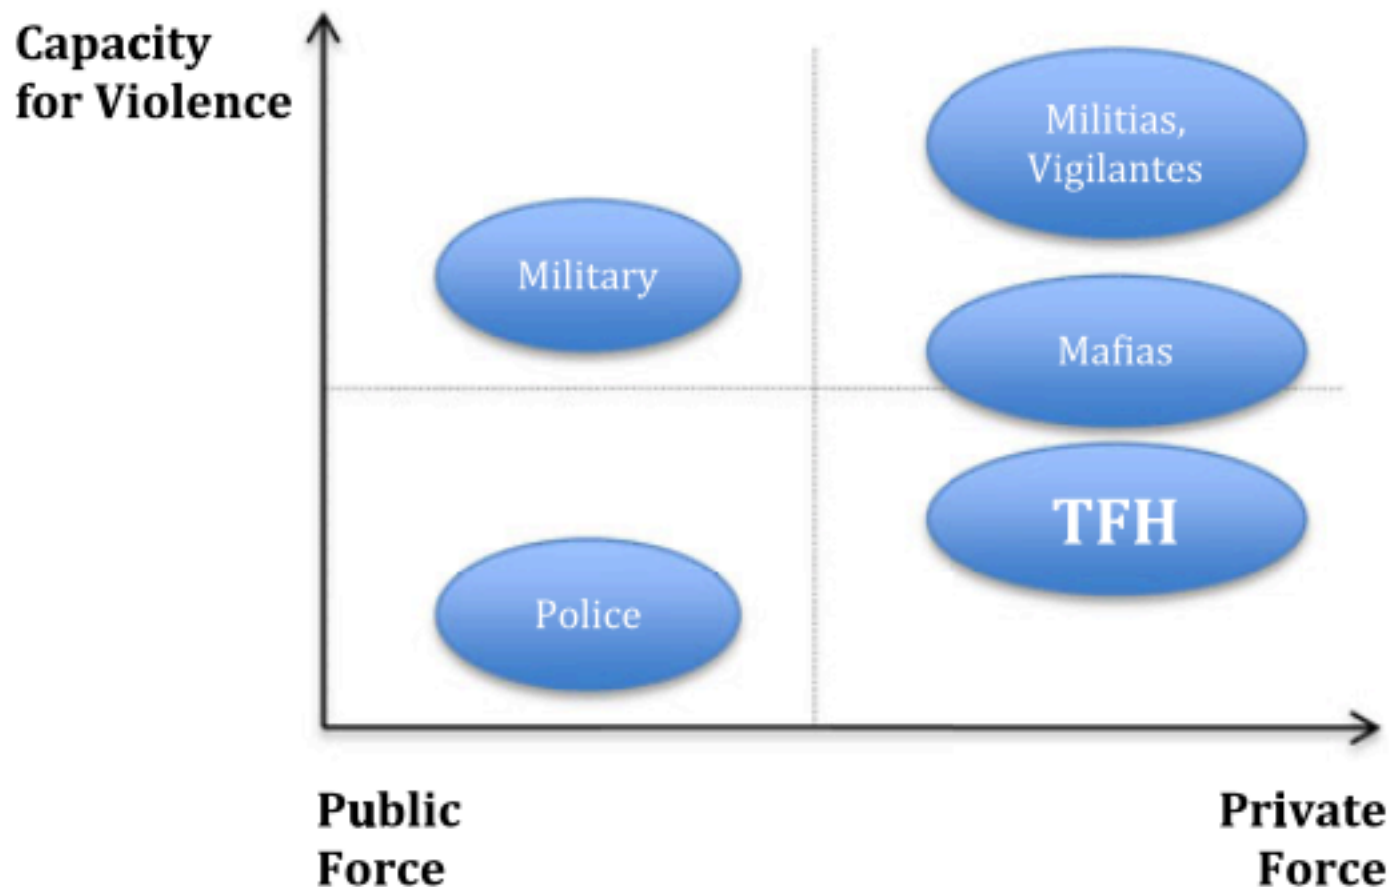 Capacity
for Violence
Militias,
Vigilantes
Military
Mafias
TFH
Police
Public
Force
Private
Force